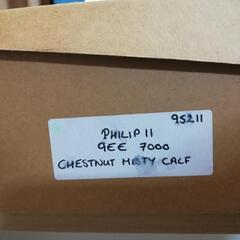 95211
PHILIP II
9EE 7000
CHESTNUT MISTY CALF